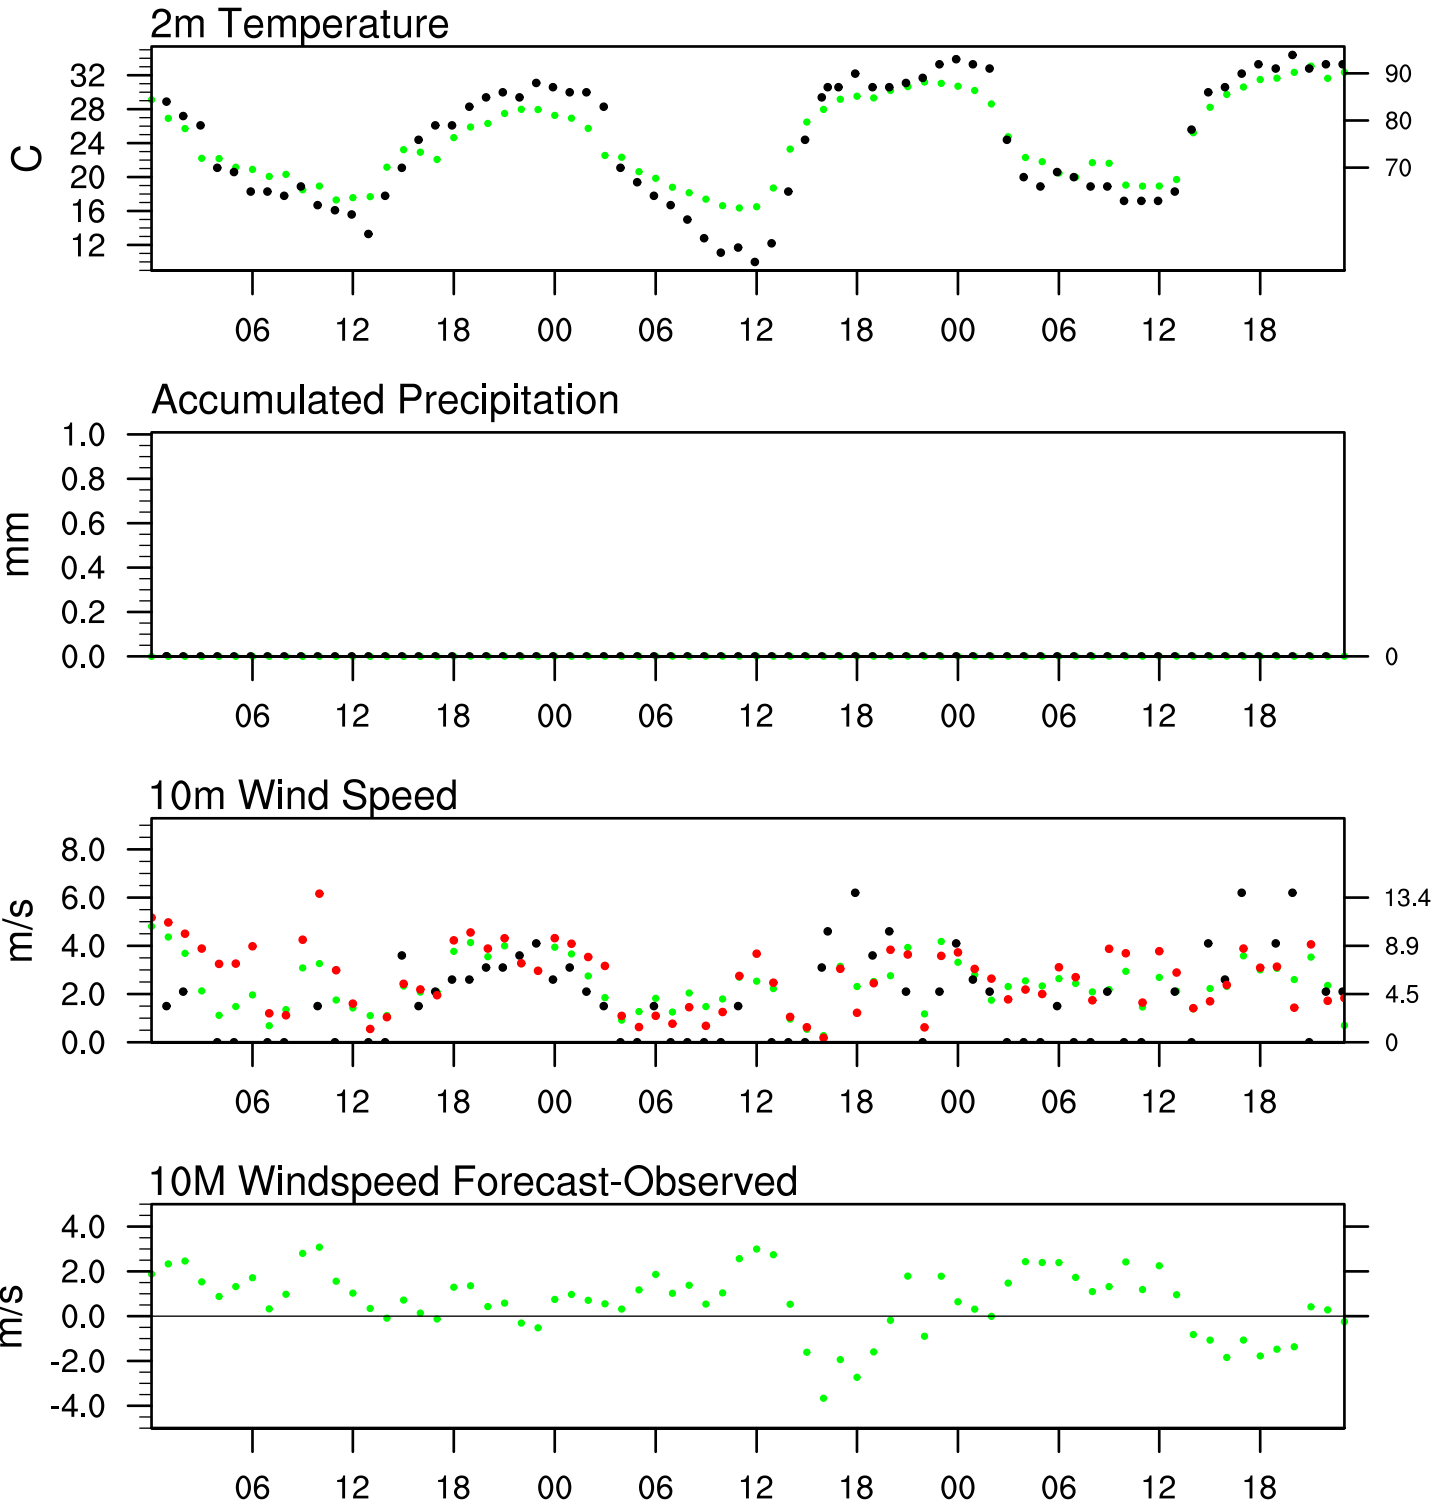 2m Temperature
32
28
24
20
16
12
C
90
80
70
06 12 18 00 06 12 18 00 06 12 18
Accumulated Precipitation
1.0
0.8
0.6
0.4
0.2
0.0
mm
0
06 12 18 00 06 12 18 00 06 12 18
10m Wind Speed
8.0
6.0
4.0
2.0
0.0
m/s
13.4
8.9
4.5
0
06 12 18 00 06 12 18 00 06 12 18
10M Windspeed Forecast-Observed
4.0
2.0
0.0
-2.0
-4.0
m/s
06 12 18 00 06 12 18 00 06 12 18